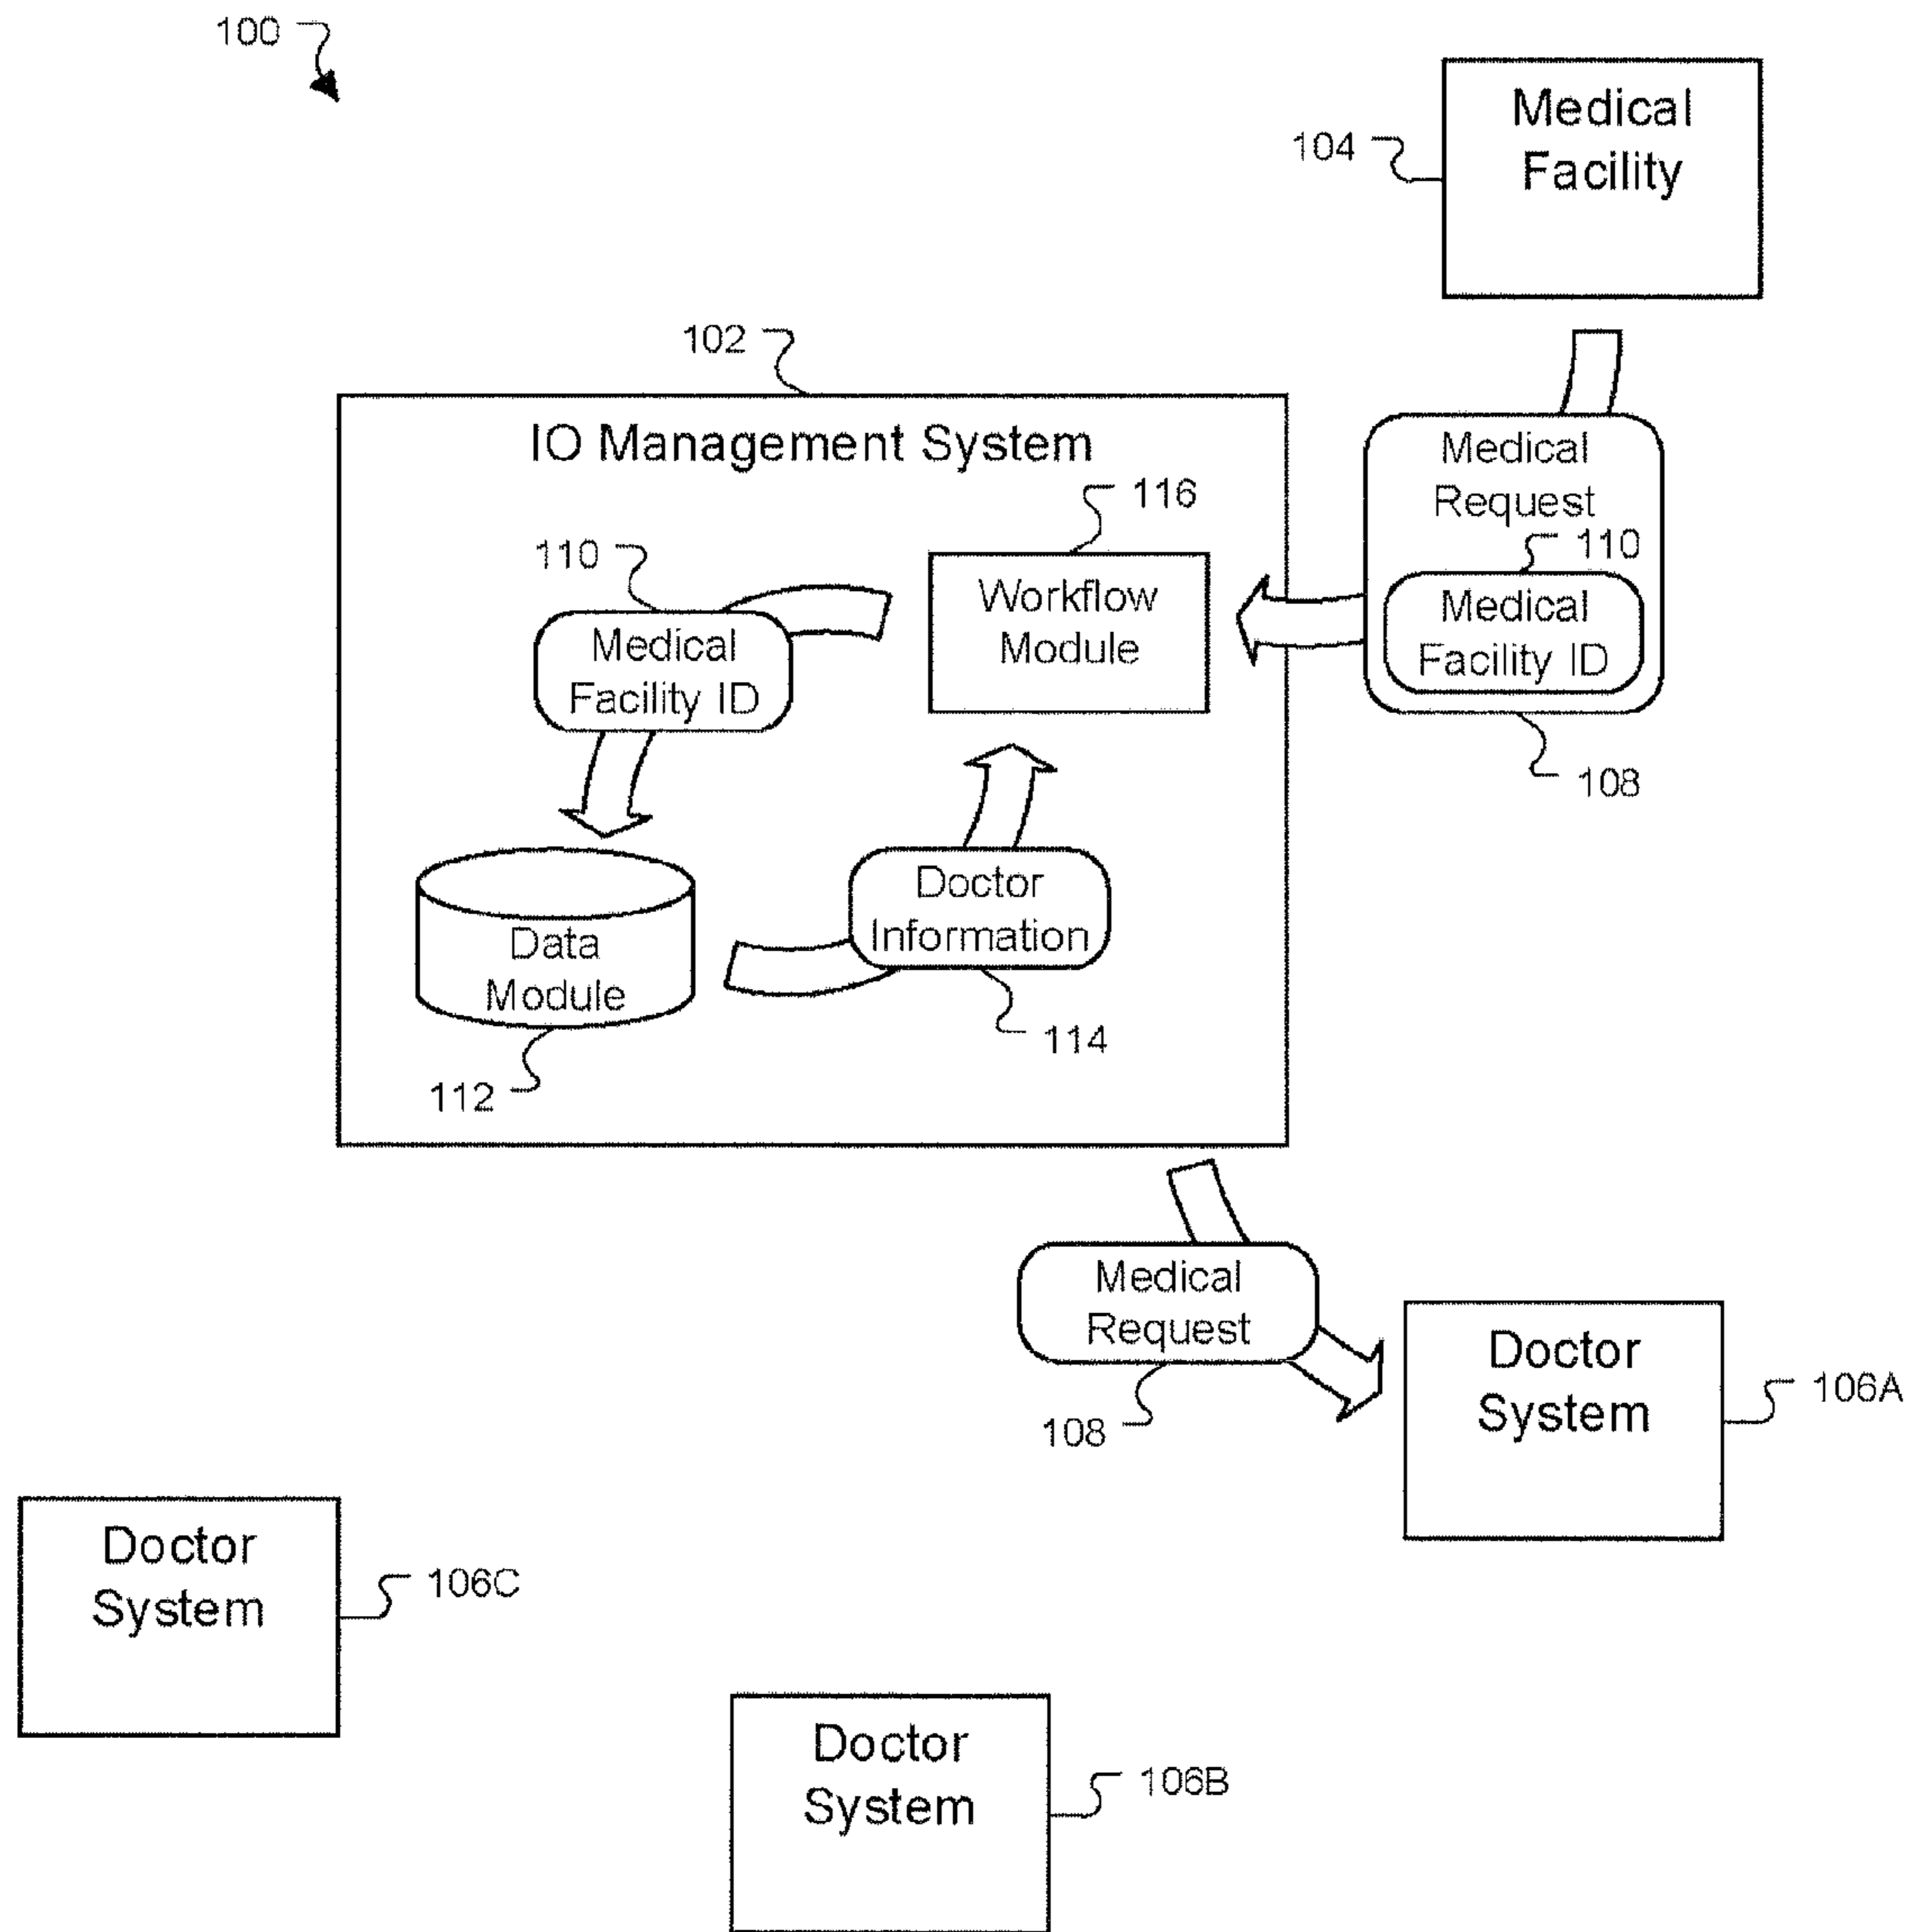 100
Medical
Facility
104
102
IO Management System
116
Medical
Request
110
Medical
Facility ID
108
110
Medical
Facility ID
Workflow
Module
Doctor
Information
114
Data
Module
112
Medical
Request
108
Doctor
System
106A
Doctor
System
106C
Doctor
System
106B